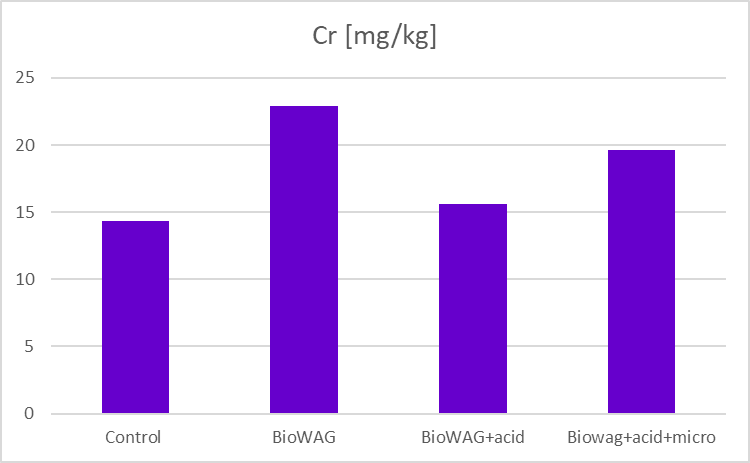 Cr [mg/kg]
25
20
15
10
5
0
Control
BioWAG
BioWAG+acid
Biowag+acid+micro